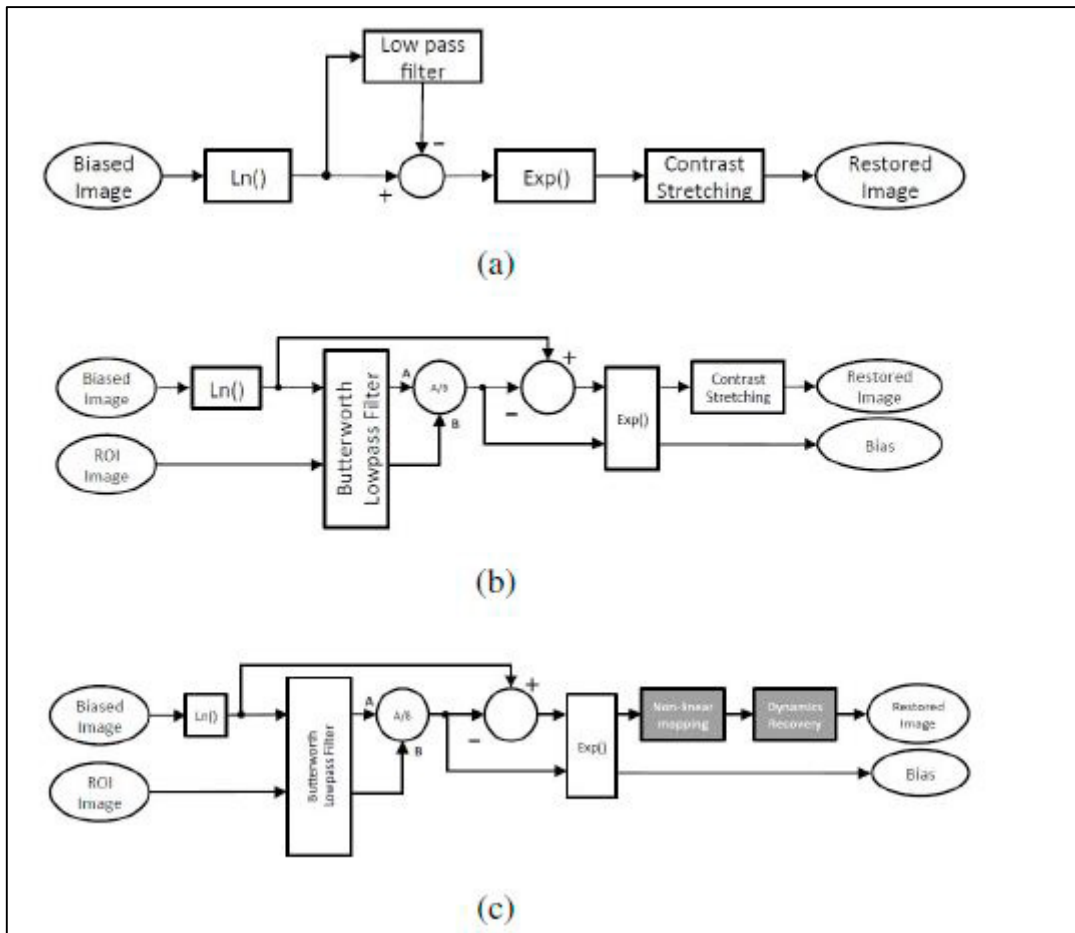 Low pass
filter
Biased
Image
Ln()
−
+
Exp()
Contrast
Stretching
Restored
Image
(a)
Biased
Image
Ln()
ROI
Image
Butterworth
Lowpass Filter
A
A/B
B
+
−
Exp()
Contrast
Stretching
Restored
Image
Bias
(b)
Biased
Image
Ln()
ROI
Image
Butterworth
Lowpass Filter
A
A/B
B
+
−
Exp()
Non-linear
mapping
Dynamics
Recovery
Restored
Image
Bias
(c)